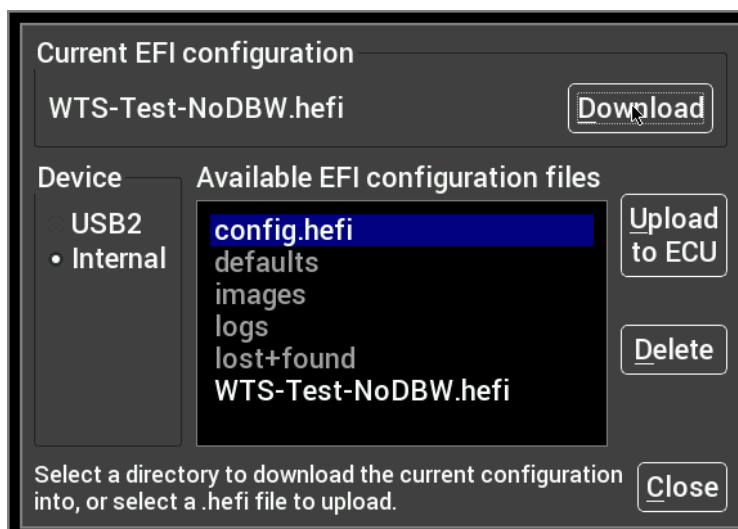 Current EFI configuration
WTS-Test-NoDBW.hefi
Download
Device
USB2
Internal
Available EFI configuration files
config.hefi
defaults
images
logs
lost+found
WTS-Test-NoDBW.hefi
Upload
to ECU
Delete
Select a directory to download the current configuration
into, or select a .hefi file to upload.
Close